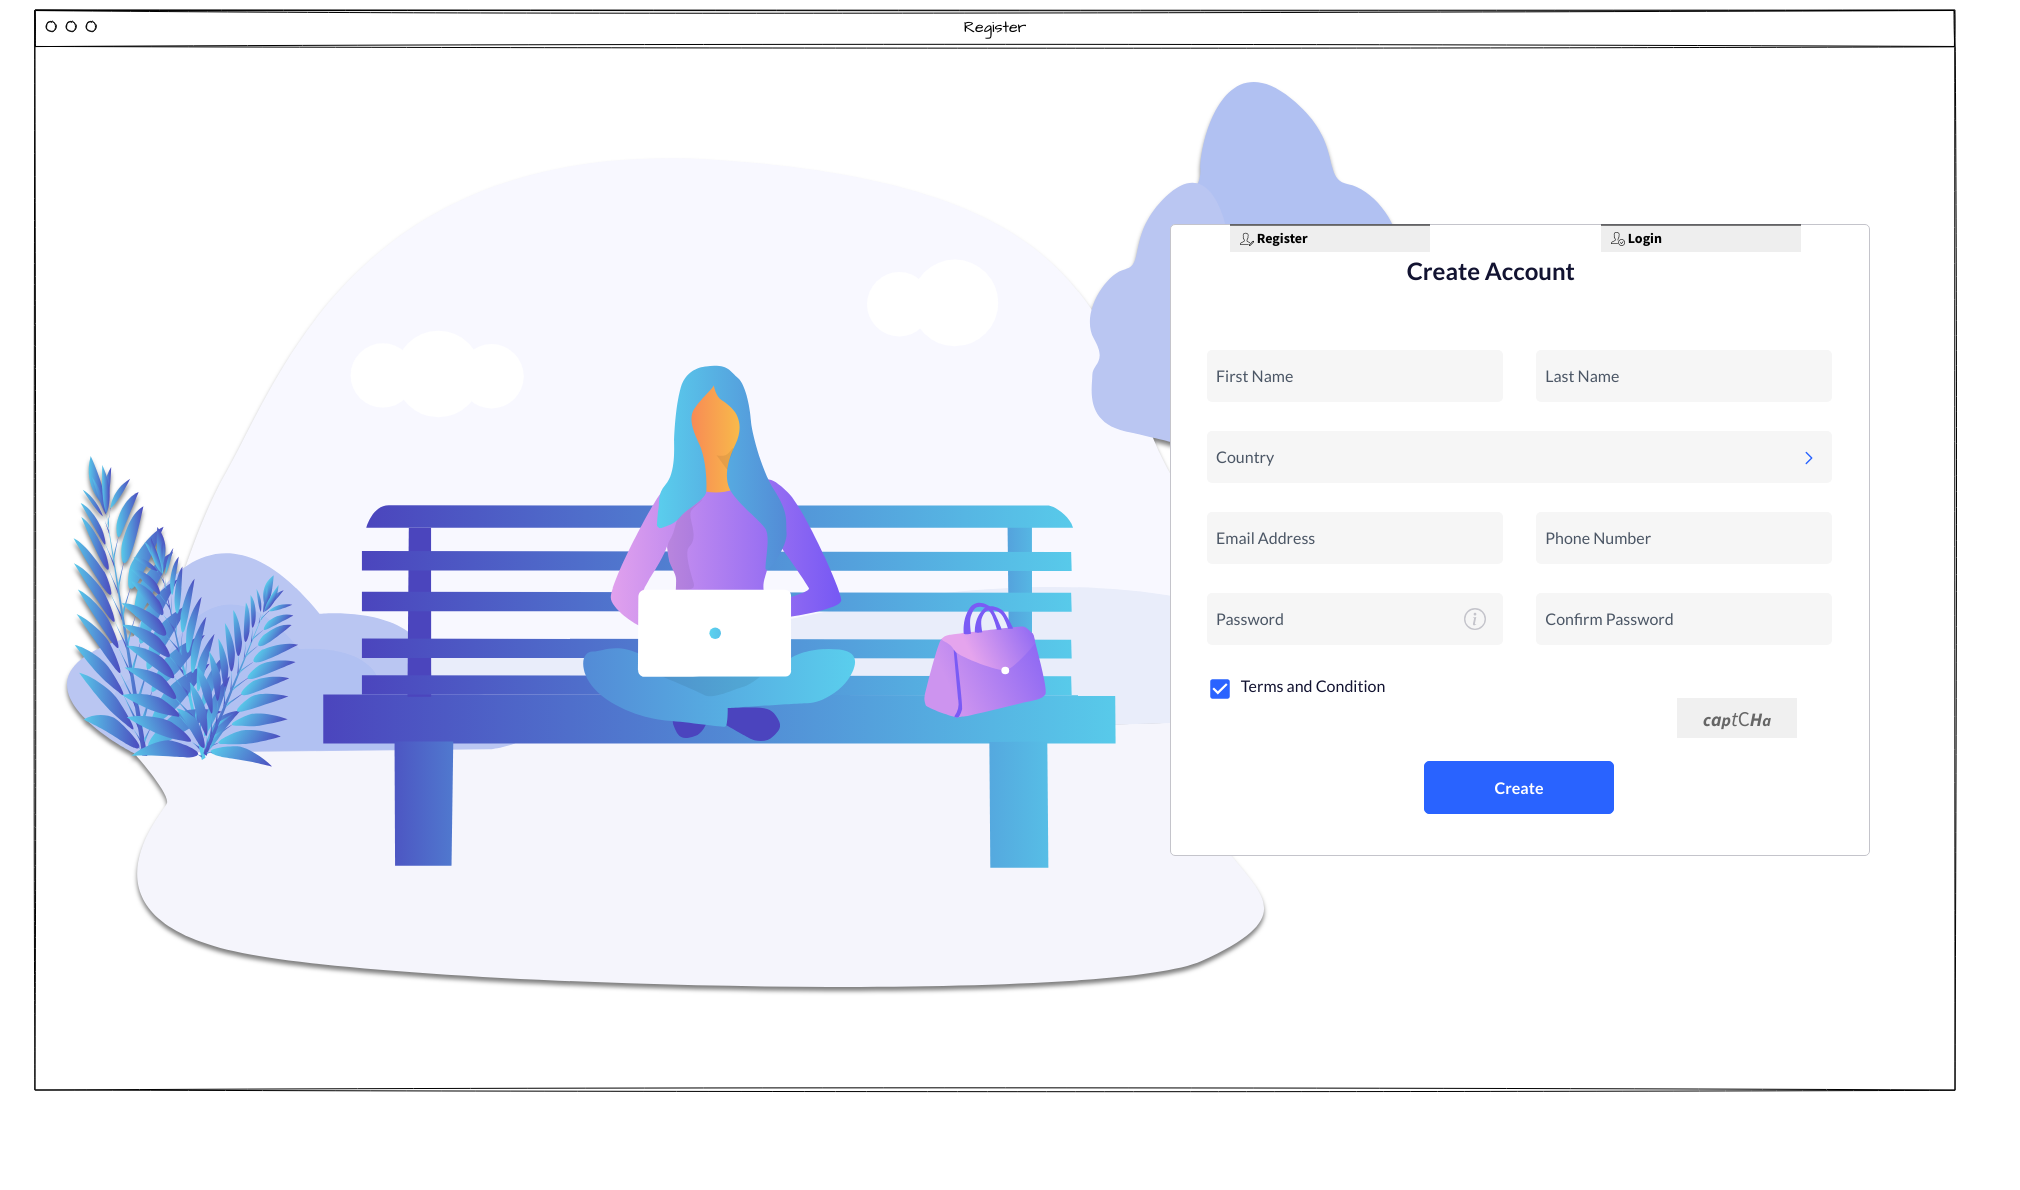 Register
Register
Login
Create Account
First Name
Last Name
Country
Email Address
Phone Number
Password
Confirm Password
Terms and Condition
captCHa
Create